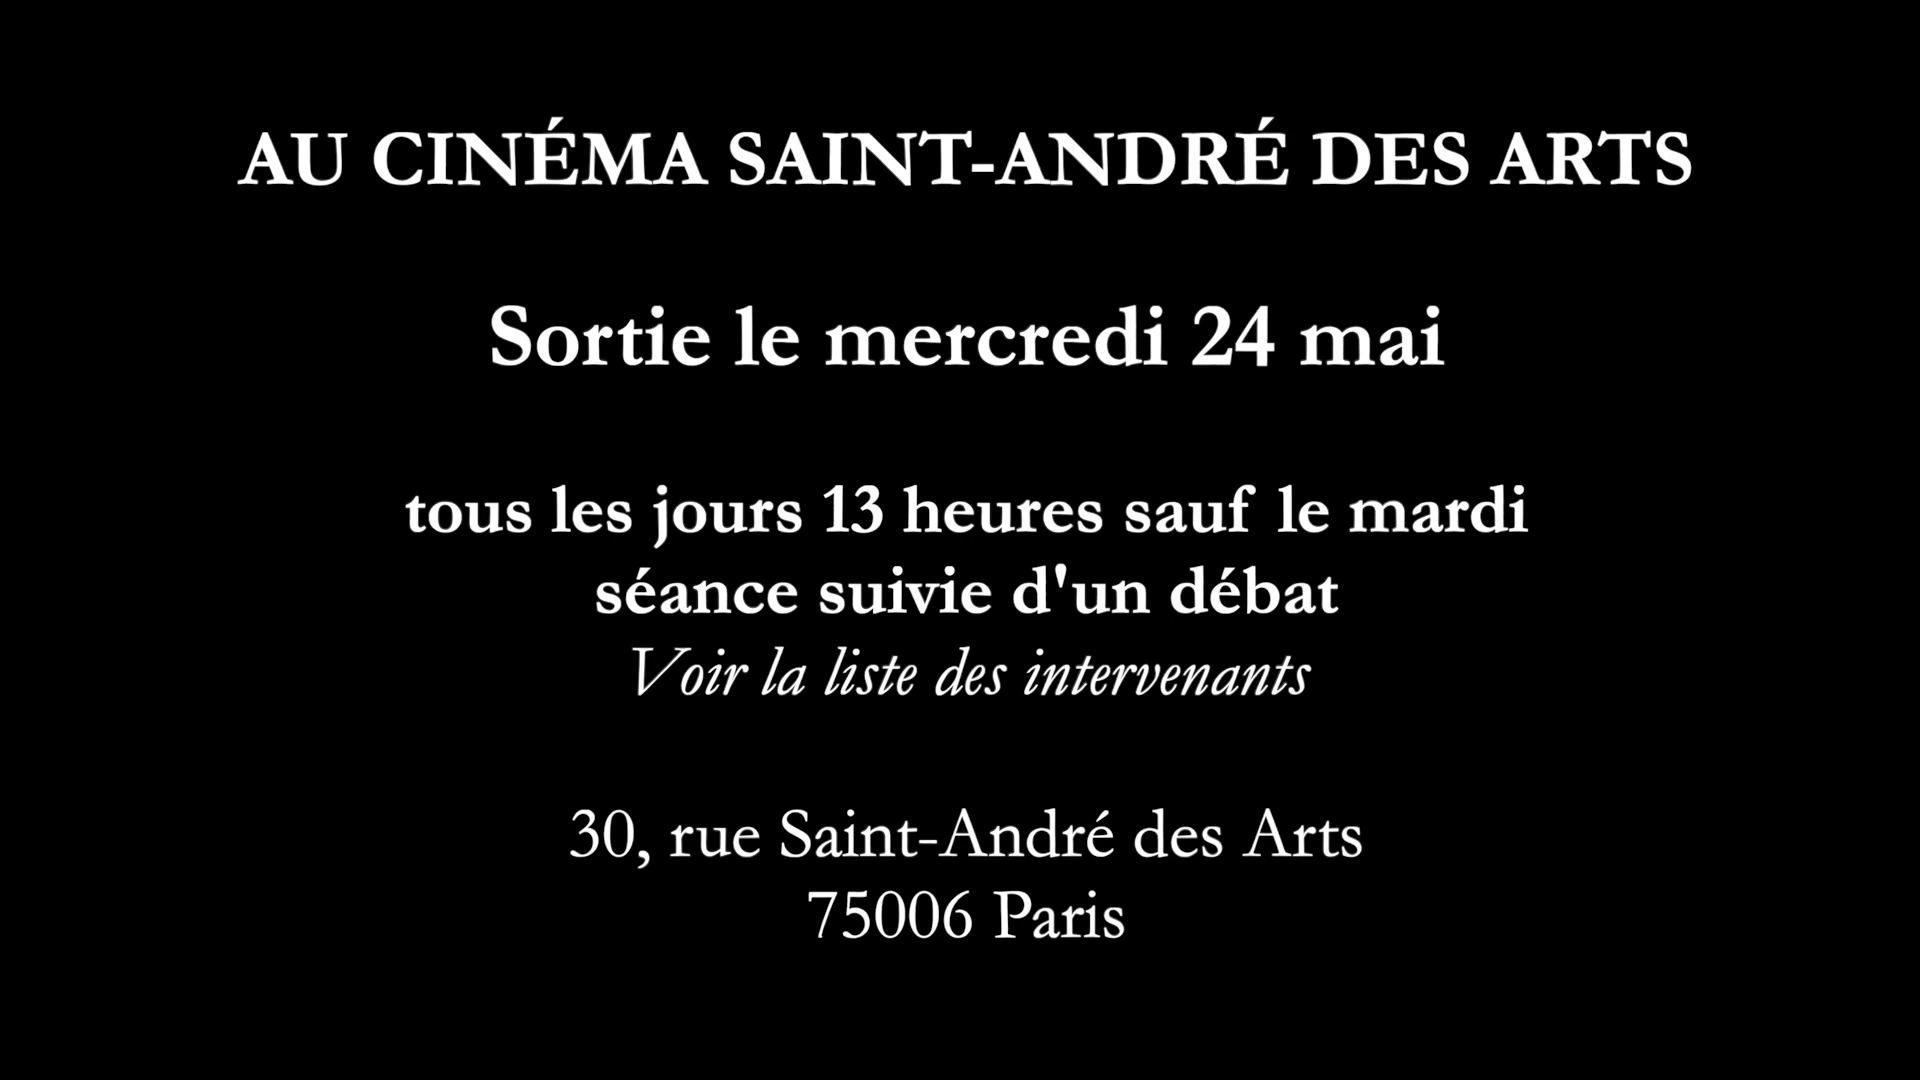 AU CINÉMA SAINT-ANDRÉ DES ARTS
Sortie le mercredi 24 mai
tous les jours 13 heures sauf le mardi
séance suivie d'un débat
Voir la liste des intervenants
30, rue Saint-André des Arts
75006 Paris